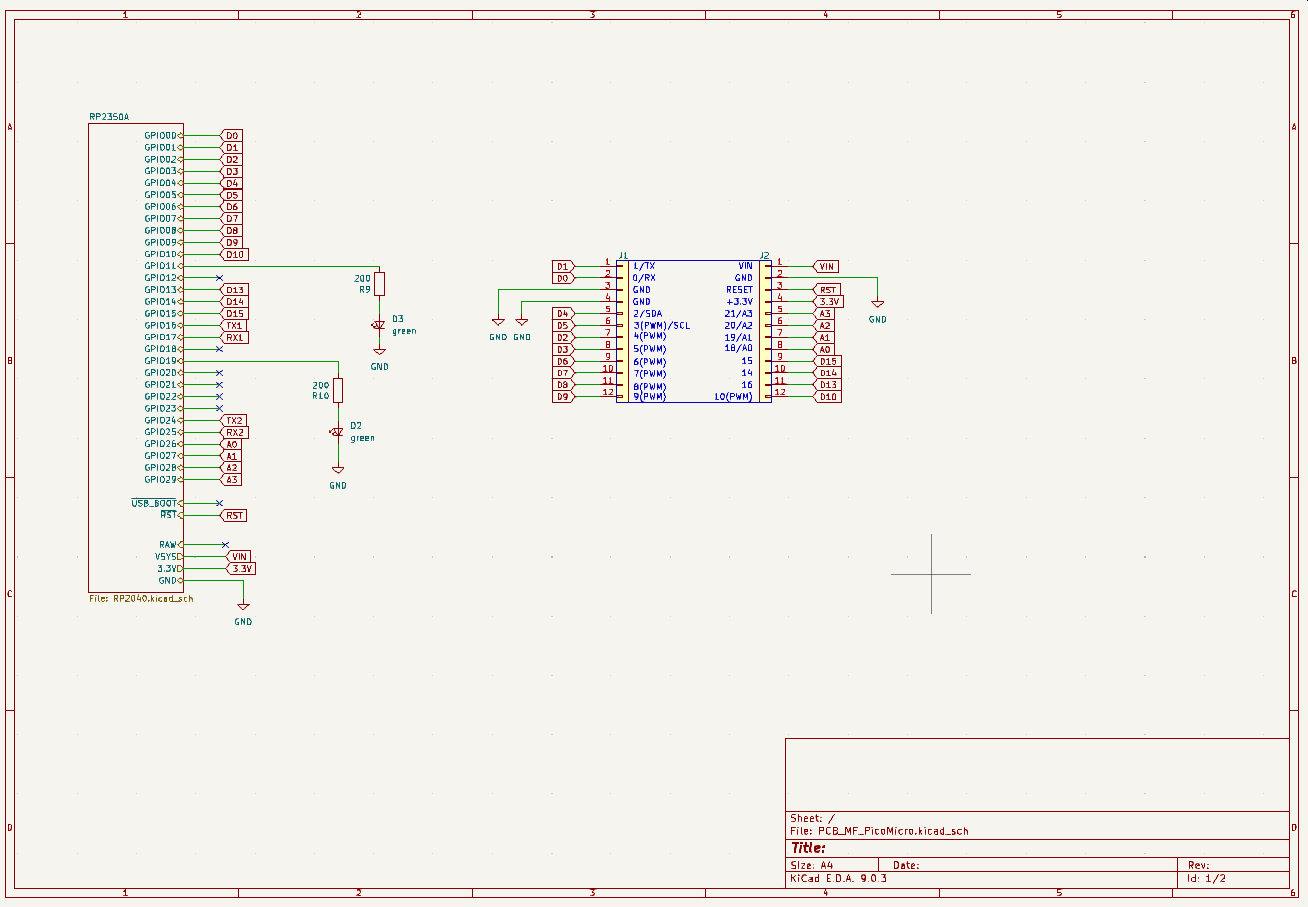 1 2 3 4 5 6
A A
B B
C C
D D
RP2350A
GPIO00 D0
GPIO01 D1
GPIO02 D2
GPIO03 D3
GPIO04 D4
GPIO05 D5
GPIO06 D6
GPIO07 D7
GPIO08 D8
GPIO09 D9
GPIO10 D10
GPIO11
GPIO12
GPIO13 D13
GPIO14 D14
GPIO15 D15
GPIO16 TX1
GPIO17 RX1
GPIO18
GPIO19
GPIO20
GPIO21
GPIO22
GPIO23
GPIO24 TX2
GPIO25 RX2
GPIO26 A0
GPIO27 A1
GPIO28 A2
GPIO29 A3
USB_BOOT
RST RST
RAW
VSYS VIN
3.3V 3.3V
GND
File: RP2040.kicad_sch
GND
200
R9
D3
green
GND
200
R10
D2
green
GND
J1 J2
D1 1 1/TX VIN 1 VIN
D0 2 0/RX GND 2
3 GND RESET 3 RST
4 GND +3.3V 4 3.3V
D4 5 2/SDA 21/A3 5 A3
D5 6 3(PWM)/SCL 20/A2 6 A2
D2 7 4(PWM) 19/A1 7 A1
D3 8 5(PWM) 18/A0 8 A0
D6 9 6(PWM) 15 9 D15
D7 10 7(PWM) 14 10 D14
D8 11 8(PWM) 16 11 D13
D9 12 9(PWM) 10(PWM) 12 D10
GND GND
GND
Sheet: /
File: PCB_MF_PicoMicro.kicad_sch
Title:
Size: A4 Date: Rev:
KiCad E.D.A. 9.0.3 Id: 1/2
1 2 3 4 5 6